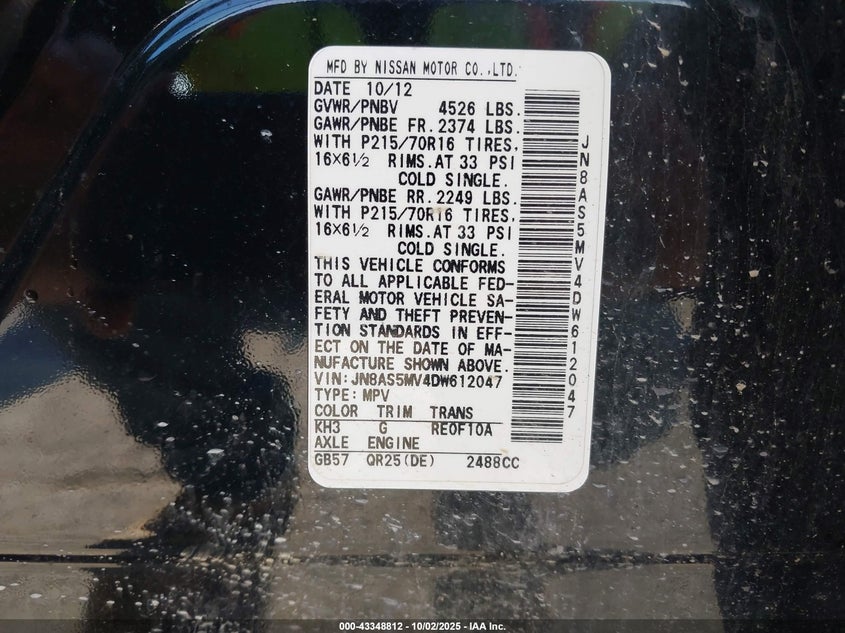 MFD BY NISSAN MOTOR CO.,LTD.
DATE 10/12
GVWR/PNBV 4526 LBS.
GAWR/PNBE FR. 2374 LBS.
WITH P215/70R16 TIRES,
16×6½ RIMS.AT 33 PSI
COLD SINGLE.
GAWR/PNBE RR. 2249 LBS.
WITH P215/70R16 TIRES,
16×6½ RIMS.AT 33 PSI
COLD SINGLE.
THIS VEHICLE CONFORMS
TO ALL APPLICABLE FED-
ERAL MOTOR VEHICLE SA-
FETY AND THEFT PREVEN-
TION STANDARDS IN EFF-
ECT ON THE DATE OF MA-
NUFACTURE SHOWN ABOVE.
VIN:JN8AS5MV4DW612047
TYPE:MPV
COLOR TRIM TRANS
KH3 G RE0F10A
AXLE ENGINE
GB57 QR25(DE) 2488CC
JN8AS5MV4DW612047
000-43348812 - 10/02/2025 - IAA Inc.